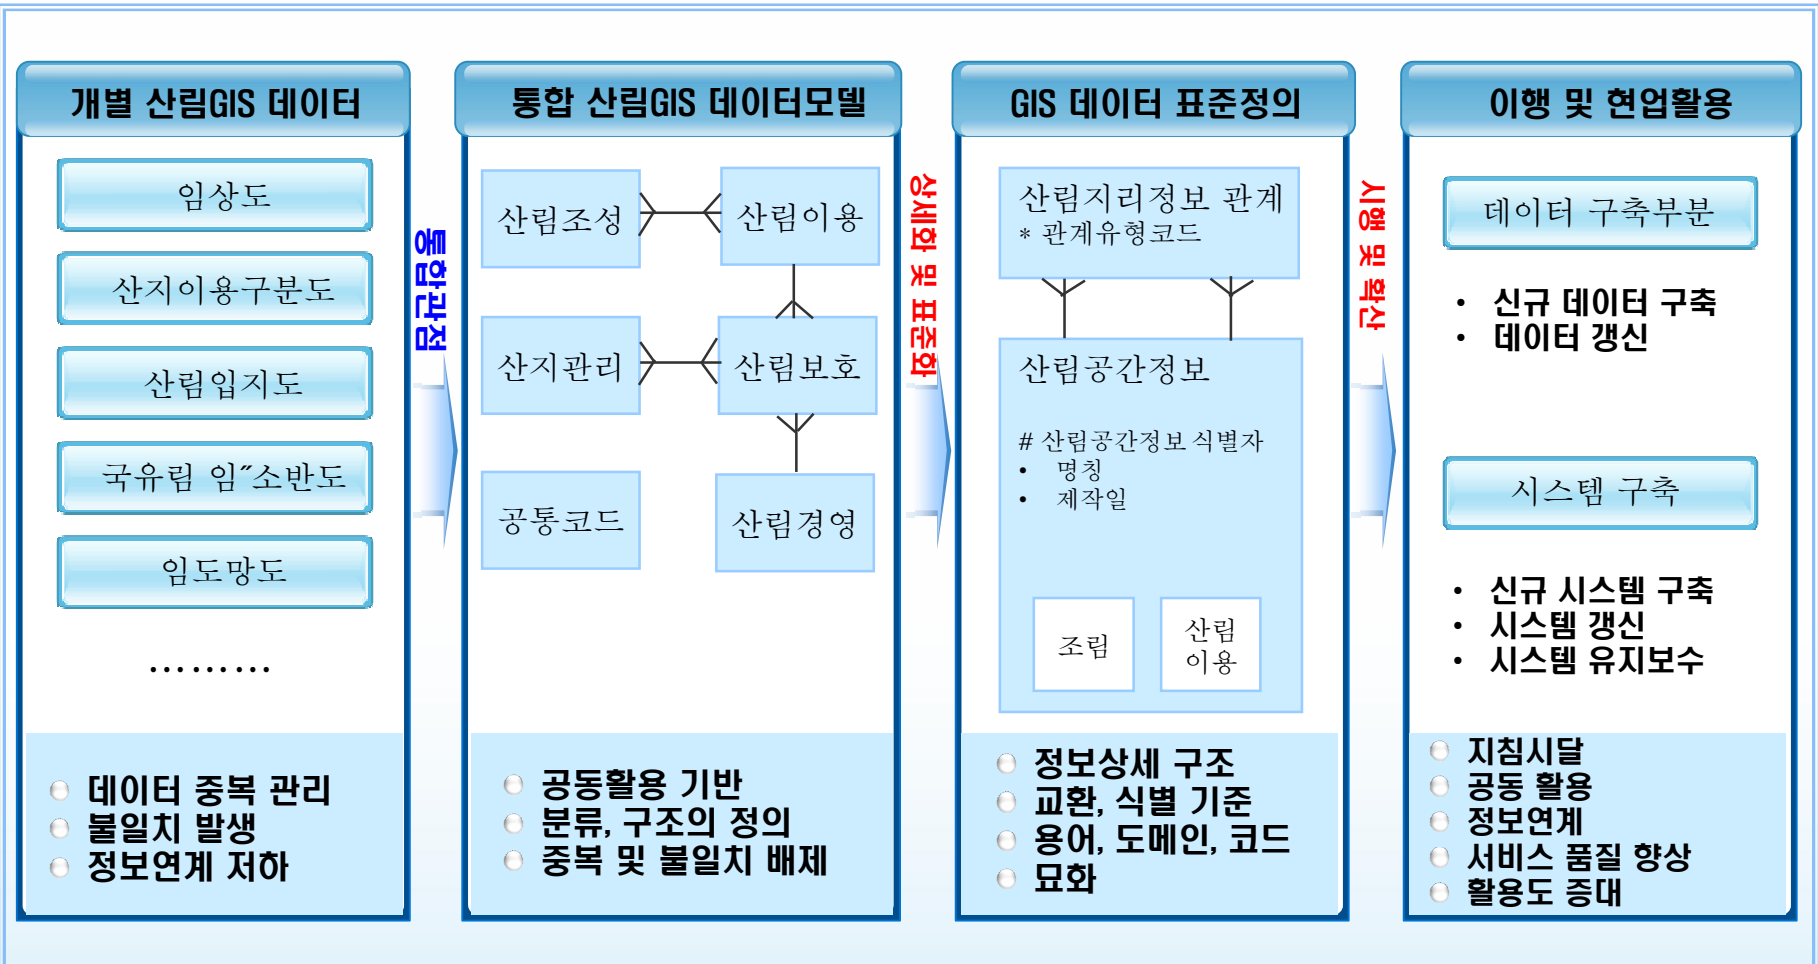 개별 산림GIS 데이터
임상도
산지이용구분도
산림입지도
국유림 임˝소반도
임도망도
………
데이터 중복 관리
불일치 발생
정보연계 저하
통합관점
통합 산림GIS 데이터모델
산림조성
산림이용
산지관리
산림보호
공통코드
산림경영
공동활용 기반
분류, 구조의 정의
중복 및 불일치 배제
상세화 및 표준화
GIS 데이터 표준정의
산림지리정보 관계
* 관계유형코드
산림공간정보
# 산림공간정보 식별자
• 명칭
• 제작일
조림
산림
이용
정보상세 구조
교환, 식별 기준
용어, 도메인, 코드
묘화
시행 및 확산
이행 및 현업활용
데이터 구축부분
• 신규 데이터 구축
• 데이터 갱신
시스템 구축
• 신규 시스템 구축
• 시스템 갱신
• 시스템 유지보수
지침시달
공동 활용
정보연계
서비스 품질 향상
활용도 증대